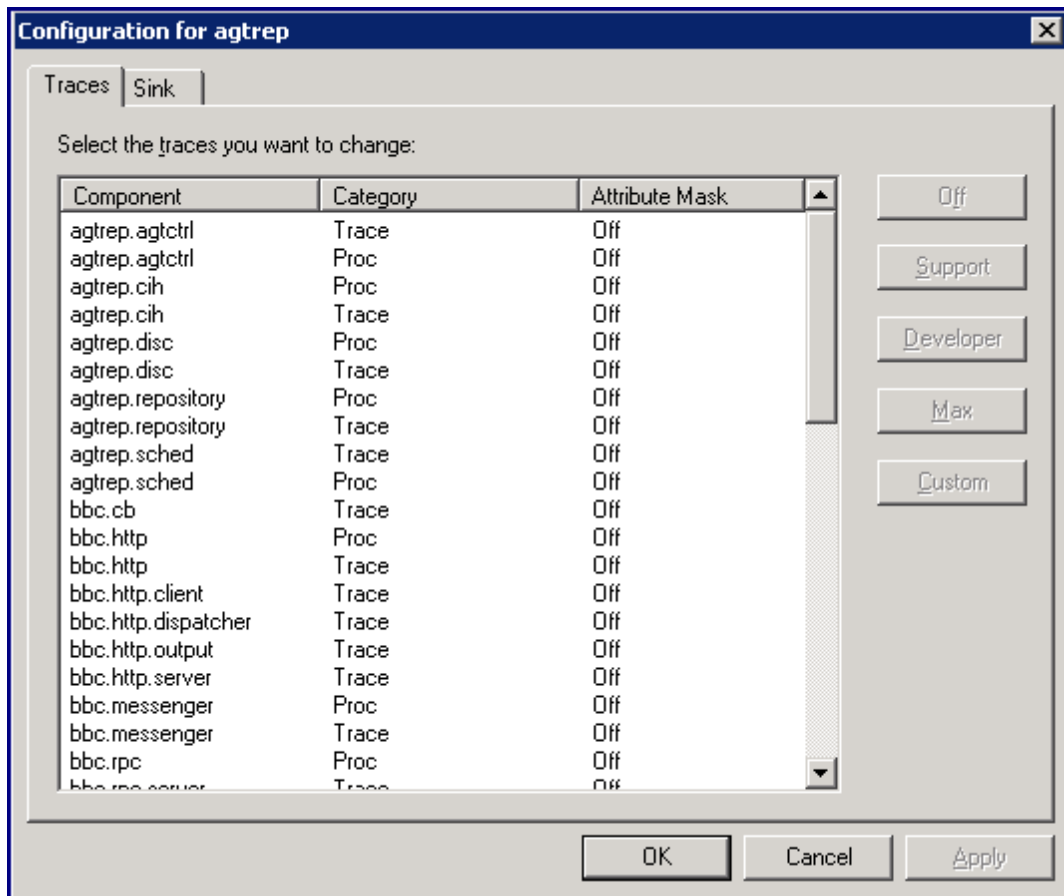 Configuration for agtrep
Traces Sink
Select the traces you want to change:
Component Category Attribute Mask
agtrep.agtctrl Trace Off
agtrep.agtctrl Proc Off
agtrep.cih Proc Off
agtrep.cih Trace Off
agtrep.disc Proc Off
agtrep.disc Trace Off
agtrep.repository Proc Off
agtrep.repository Trace Off
agtrep.sched Trace Off
agtrep.sched Proc Off
bbc.cb Trace Off
bbc.http Proc Off
bbc.http Trace Off
bbc.http.client Trace Off
bbc.http.dispatcher Trace Off
bbc.http.output Trace Off
bbc.http.server Trace Off
bbc.messenger Proc Off
bbc.messenger Trace Off
bbc.rpc Proc Off
bbc.rpc.server Trace Off
Off
Support
Developer
Max
Custom
OK Cancel Apply